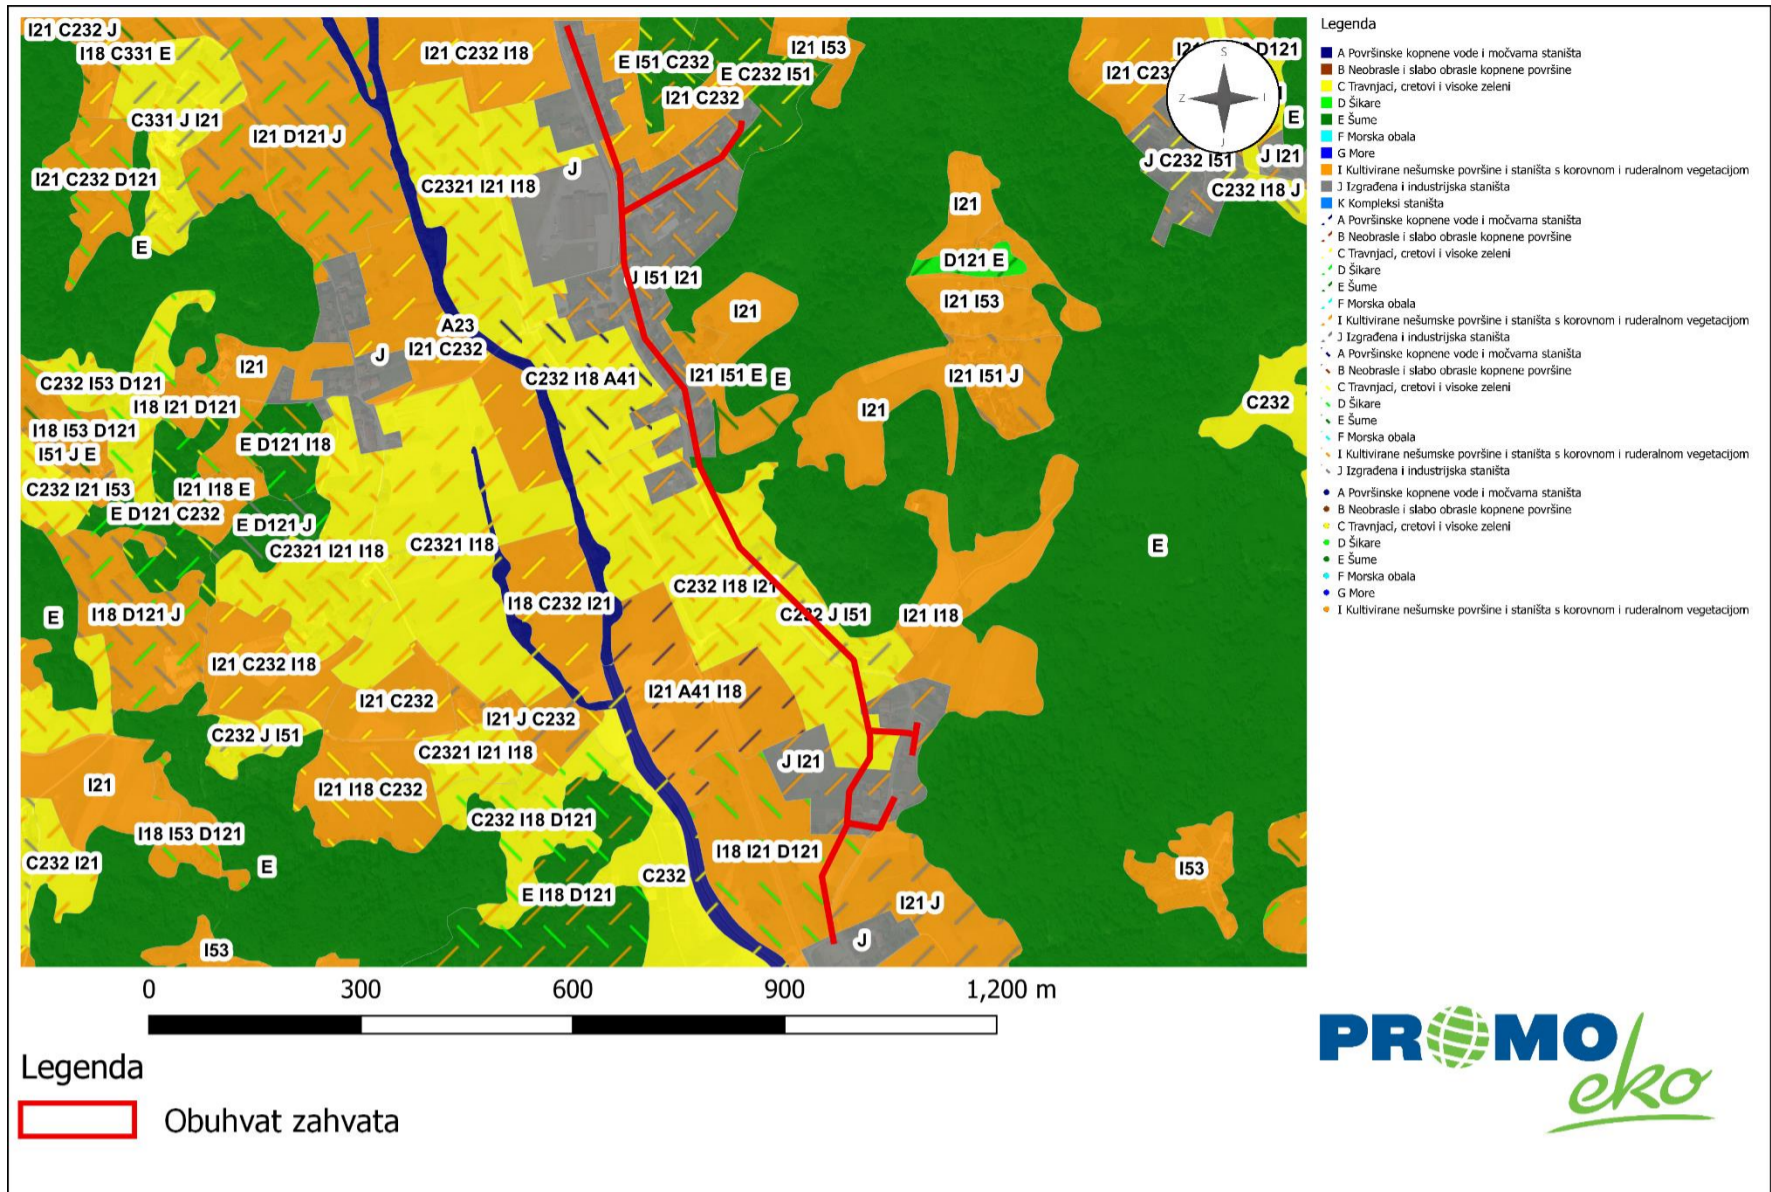 I21 C232 J
I18 C331 E
I21 C232 I18
E I51 C232
I21 I53
E C232 I51
I21 C232
D121
I21 C232
C331 J I21
I21 D121 J
E
J
J C232 I51
J I21
I21 C232 D121
C2321 I21 I18
C232 I18 J
I21
E
D121 E
J I51 I21
I21 I53
I21
A23
I21 C232
J
I21
C232 I53 D121
C232 I18 A41
I21 I51 E
E
I21 I51 J
I21
C232
I18 I21 D121
I18 I53 D121
E D121 I18
I51 J E
C232 I21 I53
I21 I18 E
E D121 C232
E D121 J
C2321 I21 I18
C2321 I18
E
C232 I18 I21
I18 C232 I21
C232 J I51
I21 I18
E
I18 D121 J
I21 C232 I18
I21 C232
I21 A41 I18
I21 J C232
C232 J I51
C2321 I21 I18
J I21
I21
I21 I18 C232
C232 I18 D121
I18 I53 D121
C232 I21
E
I18 I21 D121
C232
I53
E I18 D121
I21 J
I53
J
S
Z
I
J
0
300
600
900
1,200 m
Legenda
Obuhvat zahvata
Legenda
A Površinske kopnene vode i močvarna staništa
B Neobrasle i slabo obrasle kopnene površine
C Travnjaci, cretovi i visoke zeleni
D Šikare
E Šume
F Morska obala
G More
I Kultivirane nešumske površine i staništa s korovnom i ruderalnom vegetacijom
J Izgrađena i industrijska staništa
K Kompleksi staništa
A Površinske kopnene vode i močvarna staništa
B Neobrasle i slabo obrasle kopnene površine
C Travnjaci, cretovi i visoke zeleni
D Šikare
E Šume
F Morska obala
I Kultivirane nešumske površine i staništa s korovnom i ruderalnom vegetacijom
J Izgrađena i industrijska staništa
A Površinske kopnene vode i močvarna staništa
B Neobrasle i slabo obrasle kopnene površine
C Travnjaci, cretovi i visoke zeleni
D Šikare
E Šume
F Morska obala
I Kultivirane nešumske površine i staništa s korovnom i ruderalnom vegetacijom
J Izgrađena i industrijska staništa
A Površinske kopnene vode i močvarna staništa
B Neobrasle i slabo obrasle kopnene površine
C Travnjaci, cretovi i visoke zeleni
D Šikare
E Šume
F Morska obala
G More
I Kultivirane nešumske površine i staništa s korovnom i ruderalnom vegetacijom
PROMO
eko